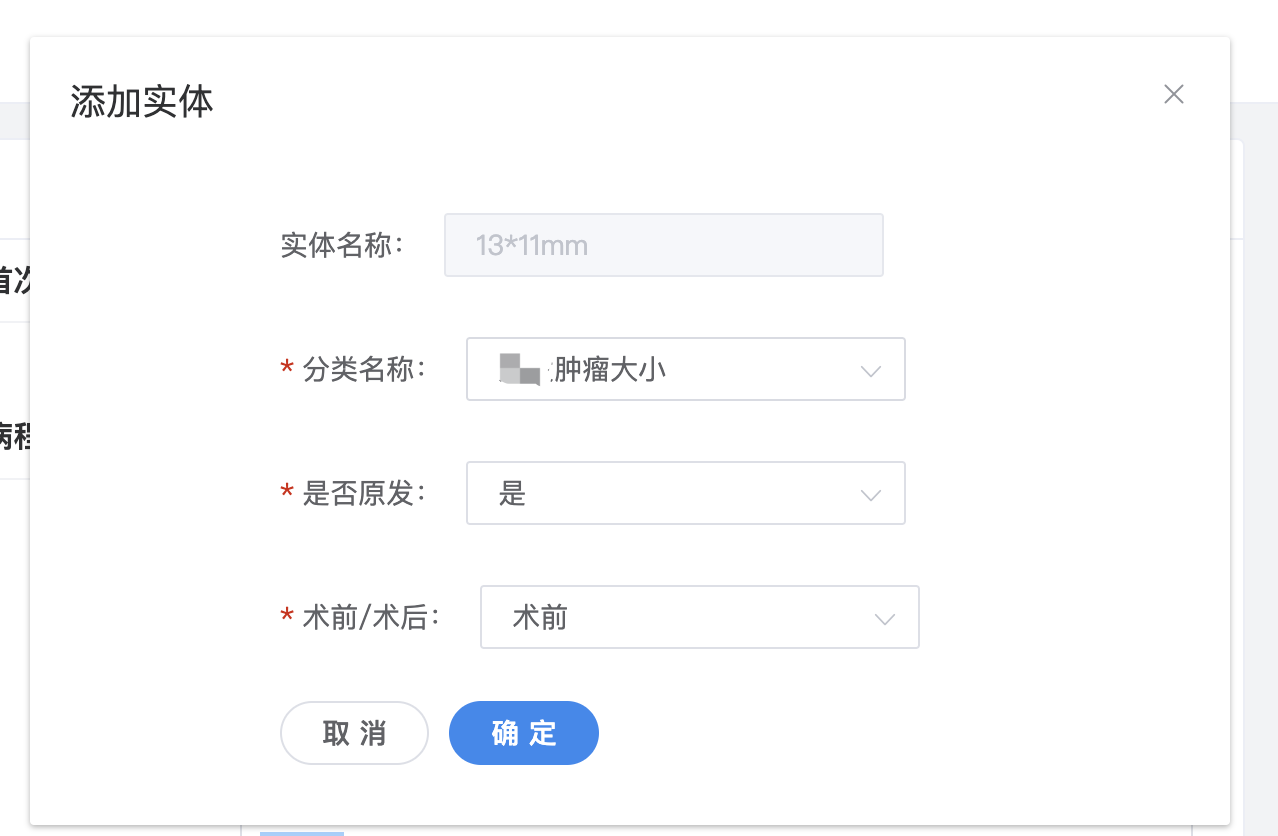 添加实体
实体名称：
13*11mm
* 分类名称：
肿瘤大小
* 是否原发：
是
* 术前/术后：
术前
取 消
确 定
首次
病程